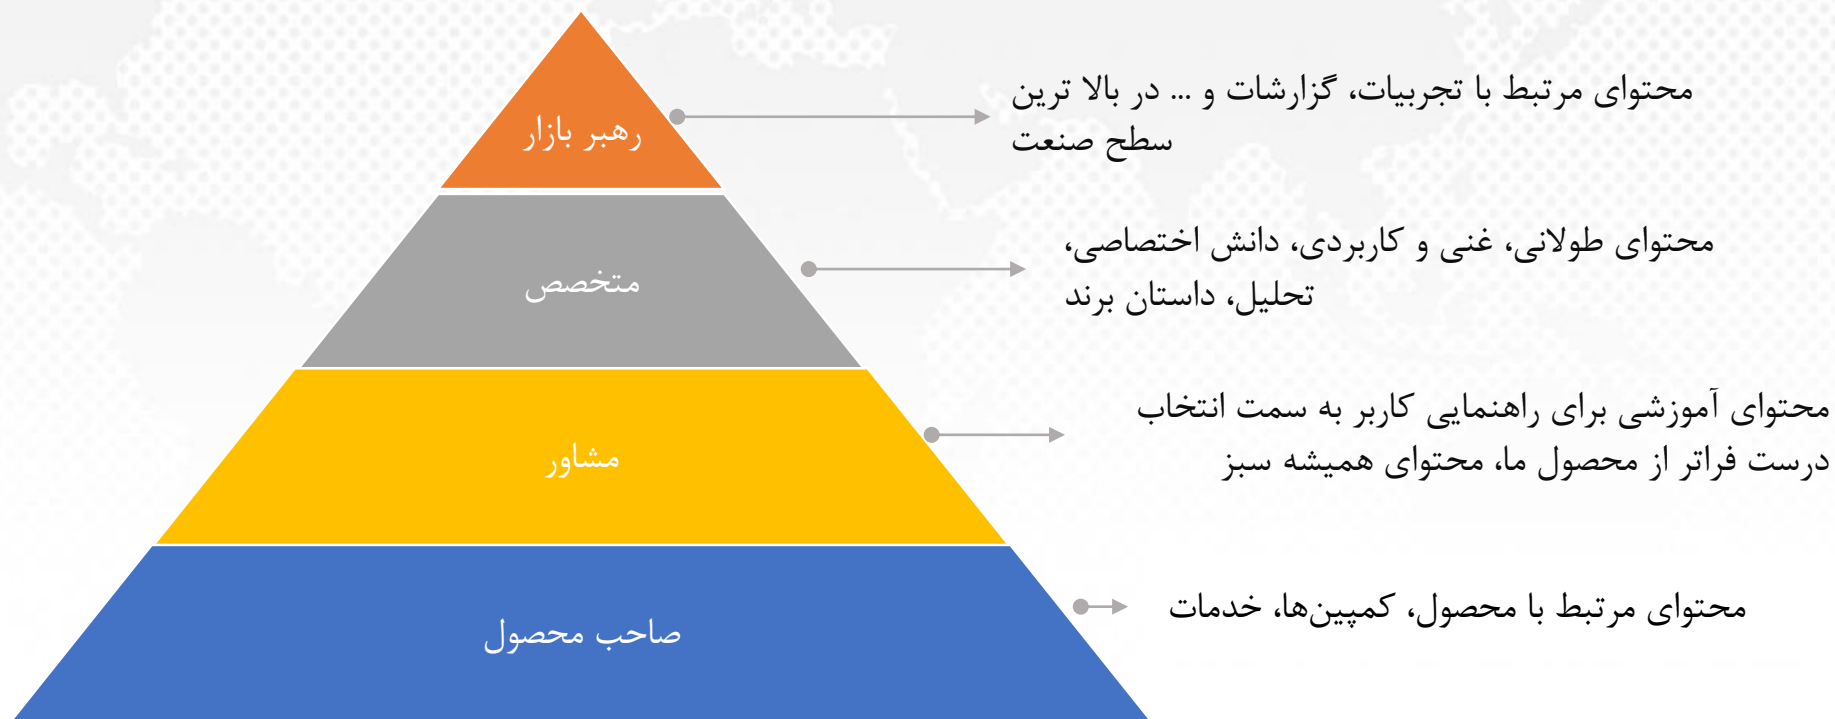 رهبر بازار
محتوای مرتبط با تجربیات، گزارشات و ... در بالا ترین
سطح صنعت
متخصص
محتوای طولانی، غنی و کاربردی، دانش اختصاصی،
تحلیل، داستان برند
مشاور
محتوای آموزشی برای راهنمایی کاربر به سمت انتخاب
درست فراتر از محصول ما، محتوای همیشه سبز
صاحب محصول
محتوای مرتبط با محصول، کمپین‌ها، خدمات